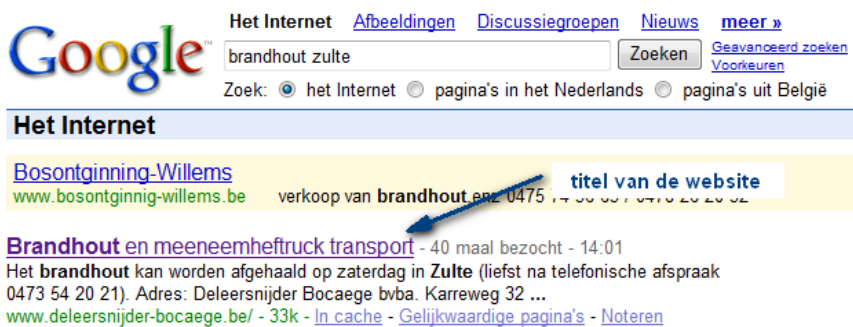 Google™
Het Internet Afbeeldingen Discussiegroepen Nieuws meer »
brandhout zulte Zoeken Geavanceerd zoeken
Voorkeuren
Zoek: het Internet pagina's in het Nederlands pagina's uit België
Het Internet
Bosontginning-Willems
titel van de website
www.bosontginnig-willems.be verkoop van brandhout enz 0475
Brandhout en meeneemheftruck transport - 40 maal bezocht - 14:01
Het brandhout kan worden afgehaald op zaterdag in Zulte (liefst na telefonische afspraak
0473 54 20 21). Adres: Deleersnijder Bocaege bvba. Karreweg 32 ...
www.deleersnijder-bocaege.be/ - 33k - In cache - Gelijkwaardige pagina's - Noteren